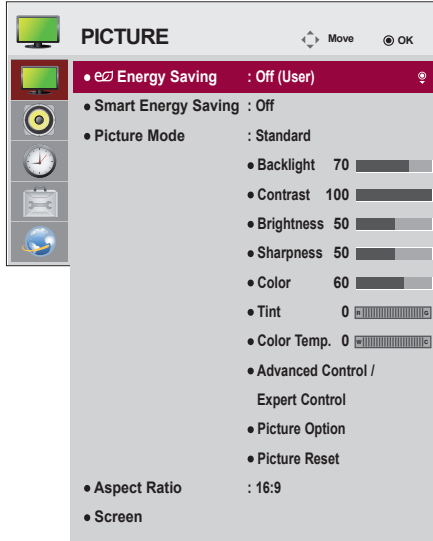 PICTURE
Move
OK
● e Energy Saving : Off (User)
● Smart Energy Saving : Off
● Picture Mode : Standard
● Backlight 70
● Contrast 100
● Brightness 50
● Sharpness 50
● Color 60
● Tint 0 R G
● Color Temp. 0 W C
● Advanced Control /
Expert Control
● Picture Option
● Picture Reset
● Aspect Ratio : 16:9
● Screen